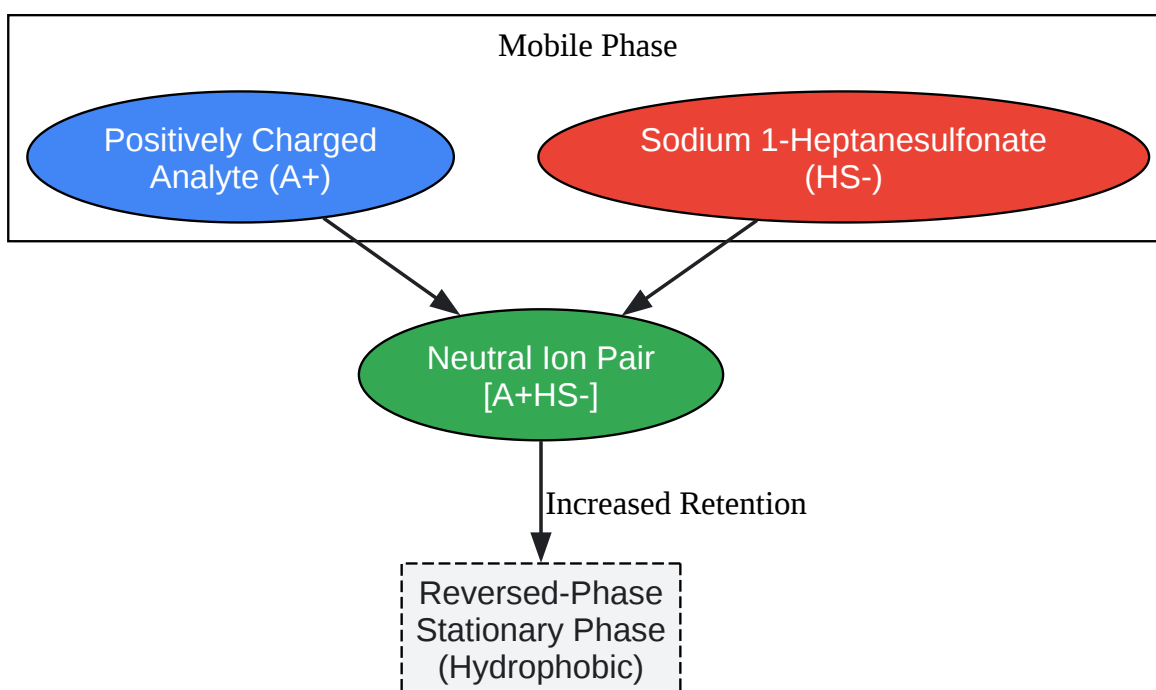 Mobile Phase
Positively Charged
Analyte (A+)
Sodium 1-Heptanesulfonate
(HS-)
Neutral Ion Pair
[A+HS-]
Increased Retention
Reversed-Phase
Stationary Phase
(Hydrophobic)